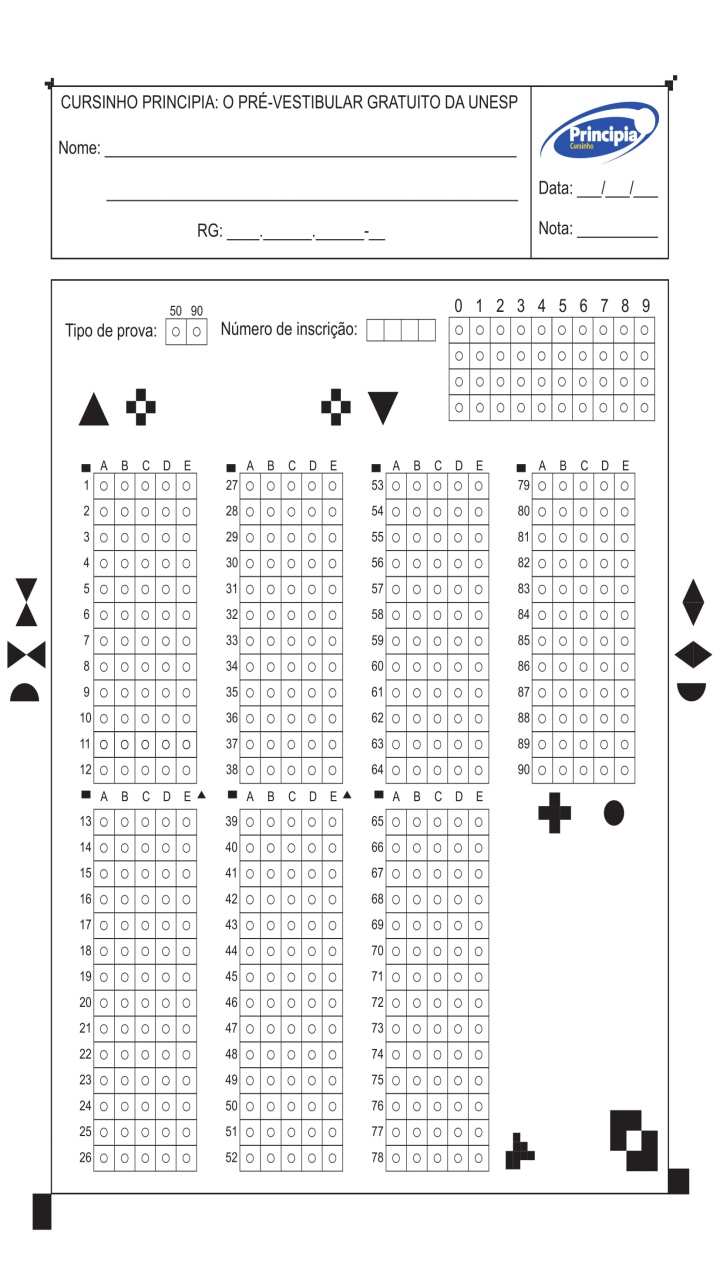 CURSINHO PRINCIPIA: O PRÉ-VESTIBULAR GRATUITO DA UNESP
Principia
Cursinho
Nome: ____________________
____________________
Data: ___/___/___
RG: ____.______.______-__
Nota: __________
50 90
Tipo de prova:
Número de inscrição:
0 1 2 3 4 5 6 7 8 9
A B C D E A B C D E A B C D E A B C D E
1 27 53 79
2 28 54 80
3 29 55 81
4 30 56 82
5 31 57 83
6 32 58 84
7 33 59 85
8 34 60 86
9 35 61 87
10 36 62 88
11 37 63 89
12 38 64 90
A B C D E A B C D E A B C D E
13 39 65
14 40 66
15 41 67
16 42 68
17 43 69
18 44 70
19 45 71
20 46 72
21 47 73
22 48 74
23 49 75
24 50 76
25 51 77
26 52 78